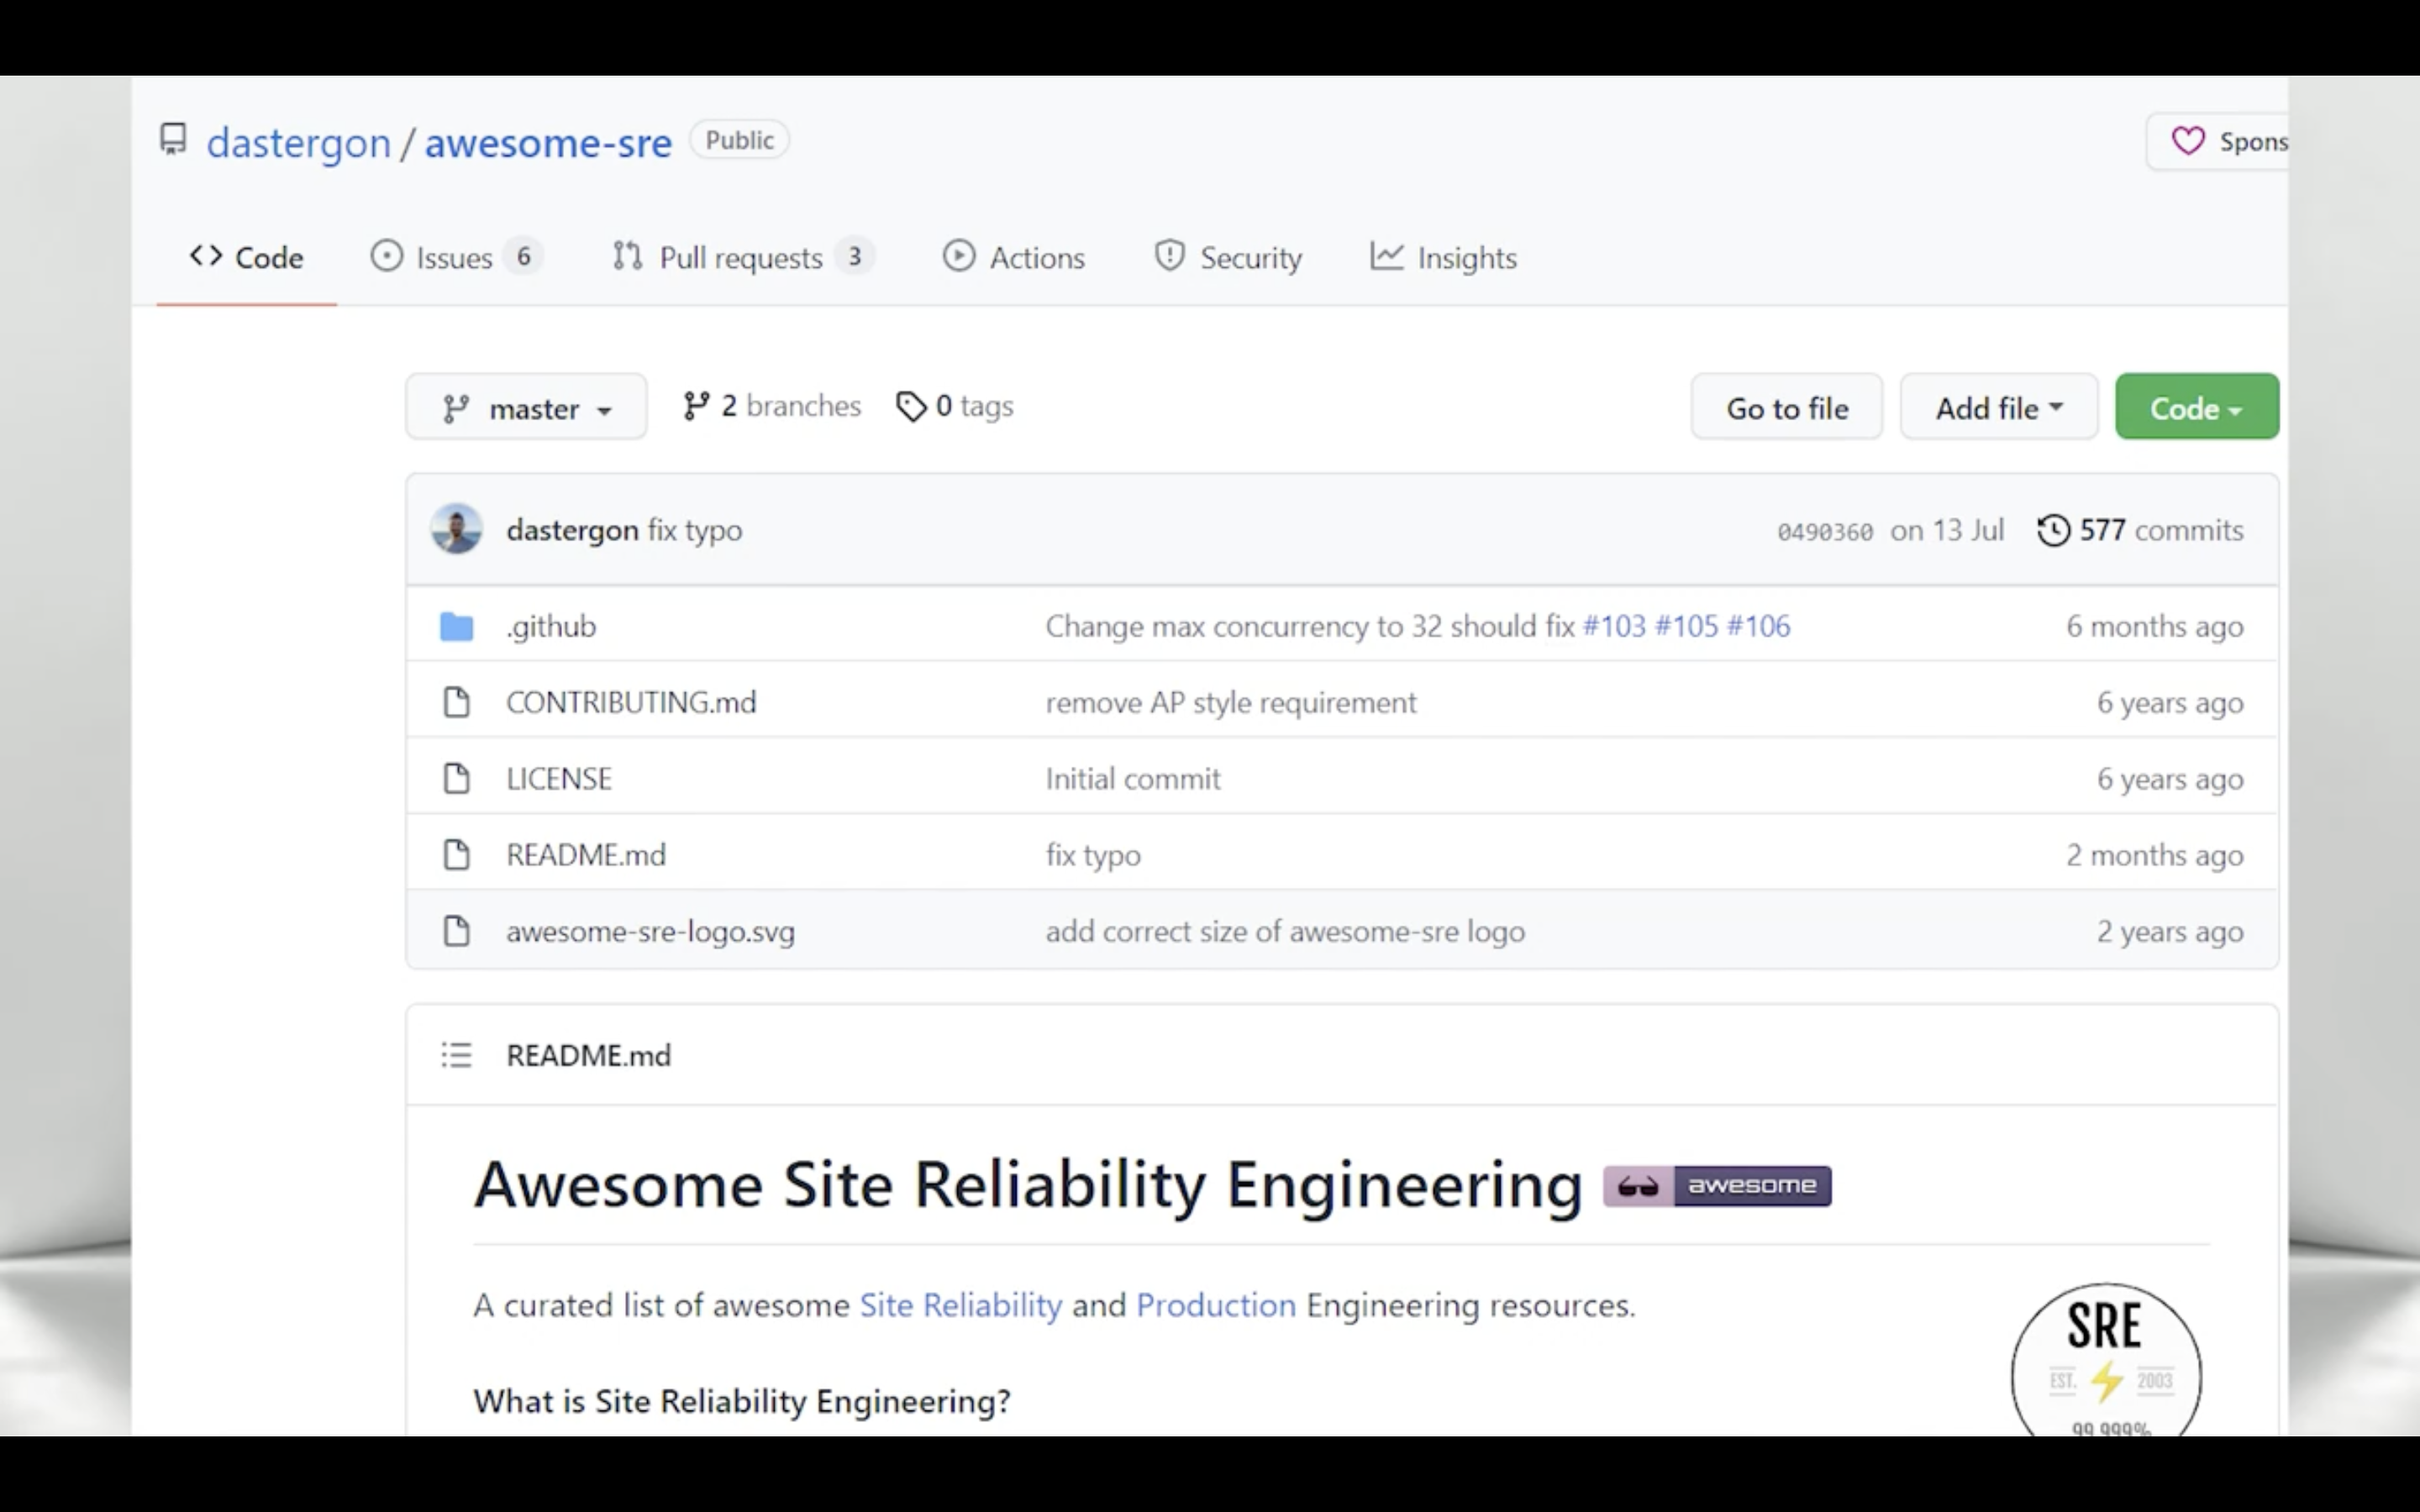 dastergon / awesome-sre Public Spons
Code Issues 6 Pull requests 3 Actions Security Insights
master 2 branches 0 tags Go to file Add file Code
dastergon fix typo 0490360 on 13 Jul 577 commits
.github Change max concurrency to 32 should fix #103 #105 #106 6 months ago
CONTRIBUTING.md remove AP style requirement 6 years ago
LICENSE Initial commit 6 years ago
README.md fix typo 2 months ago
awesome-sre-logo.svg add correct size of awesome-sre logo 2 years ago
README.md
Awesome Site Reliability Engineering awesome
A curated list of awesome Site Reliability and Production Engineering resources.
SRE
EST. 2003
What is Site Reliability Engineering?
99.999%